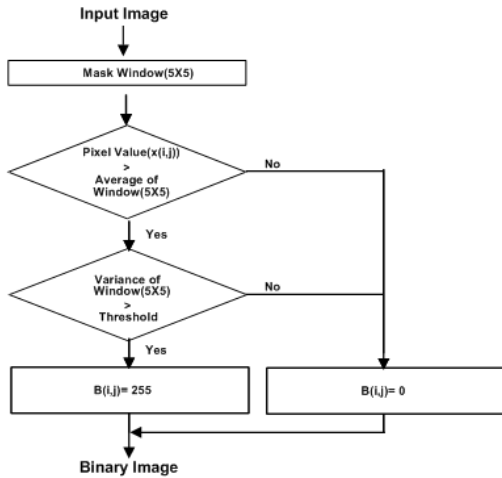 Input Image
Mask Window(5X5)
Pixel Value(x(i,j))
>
Average of
Window(5X5)
No
Yes
Variance of
Window(5X5)
>
Threshold
No
Yes
B(i,j)= 255
B(i,j)= 0
Binary Image